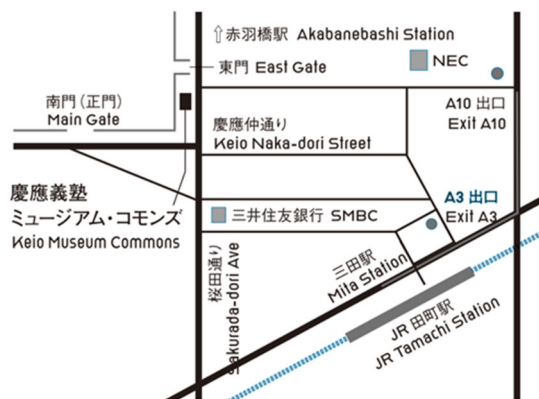 赤羽橋駅 Akabanebashi Station
東門 East Gate
NEC
南門（正門）
Main Gate
A10 出口
Exit A10
慶應仲通り
Keio Naka-dori Street
慶應義塾
ミュージアム・コモンズ
Keio Museum Commons
A3 出口
Exit A3
三井住友銀行 SMBC
桜田通り
Sakurada-dori Ave
三田駅
Mita Station
JR 田町駅
JR Tamachi Station